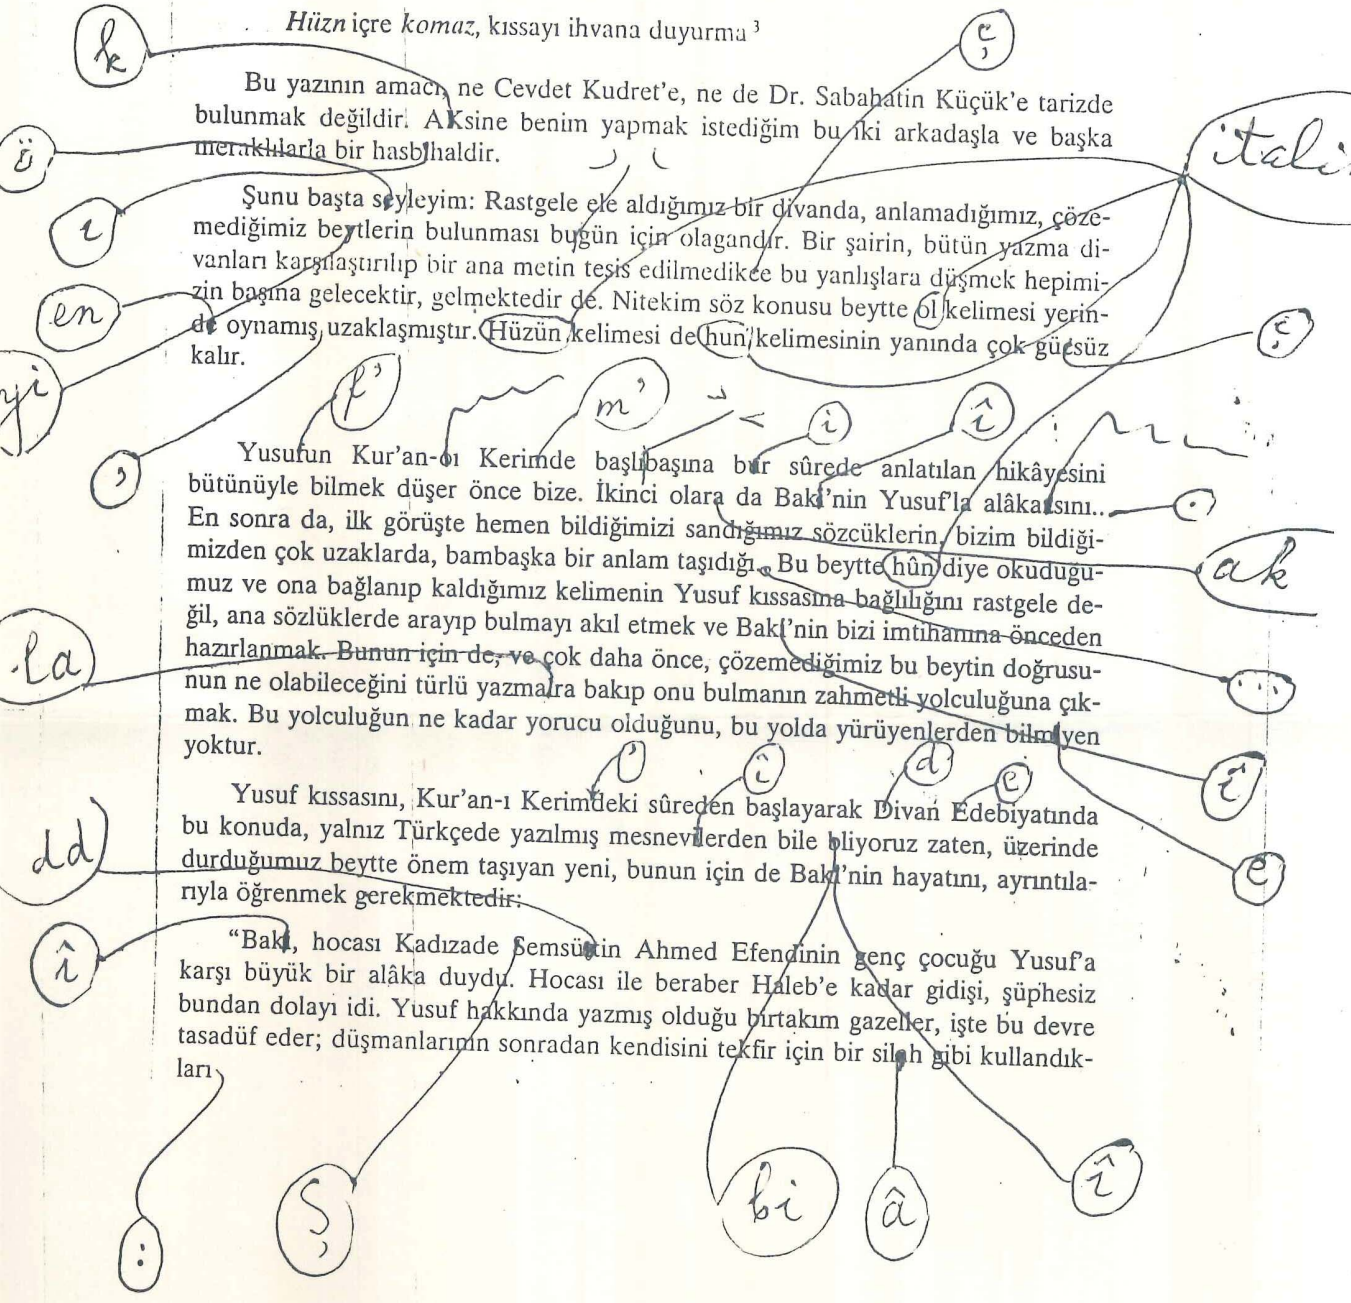 Hüzn içre komaz, kıssayı ihvana duyurma ³
k
ç
Bu yazının amacı, ne Cevdet Kudret'e, ne de Dr. Sabahatin Küçük'e tarizde
bulunmak değildir. AKsine benim yapmak istediğim bu iki arkadaşla ve başka
meraklılarla bir hasbıhaldir.
ö
ı
Şunu başta söyleyim: Rastgele ele aldığımız bir divanda, anlamadığımız, çöze-
mediğimiz beytlerin bulunması bugün için olagandır. Bir şairin, bütün yazma di-
vanları karşılaştırılıp bir ana metin tesis edilmedikce bu yanlışlara düşmek hepimi-
zin başına gelecektir, gelmektedir de. Nitekim söz konusu beytte ol kelimesi yerin-
de oynamış uzaklaşmıştır. Hüzün kelimesi de hun kelimesinin yanında çok gücsüz
kalır.
en
yi
ç
f'
m'
i
î
,
Yusufun Kur'an-ı Kerimde başlıbaşına bir sûrede anlatılan hikâyesini
bütünüyle bilmek düşer önce bize. İkinci olara da Baki'nin Yusuf'la alâkasını..
En sonra da, ilk görüşte hemen bildiğimizi sandığımız sözcüklerin, bizim bildiği-
mizden çok uzaklarda, bambaşka bir anlam taşıdığı. Bu beytte hûn diye okuduğu-
muz ve ona bağlanıp kaldığımız kelimenin Yusuf kıssasına bağlılığını rastgele de-
ğil, ana sözlüklerde arayıp bulmayı akıl etmek ve Baki'nin bizi imtihanına önceden
hazırlanmak. Bunun için de, ve çok daha önce, çözemediğimiz bu beytin doğrusu-
nun ne olabileceğini türlü yazmalra bakıp onu bulmanın zahmetli yolculuğuna çık-
mak. Bu yolculuğun ne kadar yorucu olduğunu, bu yolda yürüyenlerden bilmiyen
yoktur.
.
ak
la
...
î
e
'
î
d
e
Yusuf kıssasını, Kur'an-ı Kerimdeki sûreden başlayarak Divan Edebiyatında
bu konuda, yalnız Türkçede yazılmış mesnevilerden bile bliyoruz zaten, üzerinde
durduğumuz beytte önem taşıyan yeni, bunun için de Baki'nin hayatını, ayrıntıla-
rıyla öğrenmek gerekmektedir:
dd
î
"Baki, hocası Kadızade Semsüttin Ahmed Efendinin genç çocuğu Yusuf'a
karşı büyük bir alâka duydu. Hocası ile beraber Haleb'e kadar gidişi, şüphesiz
bundan dolayı idi. Yusuf hakkında yazmış olduğu birtakım gazeller, işte bu devre
tasadüf eder; düşmanlarının sonradan kendisini tekfir için bir silah gibi kullandık-
ları
:
Ş
bi
â
î